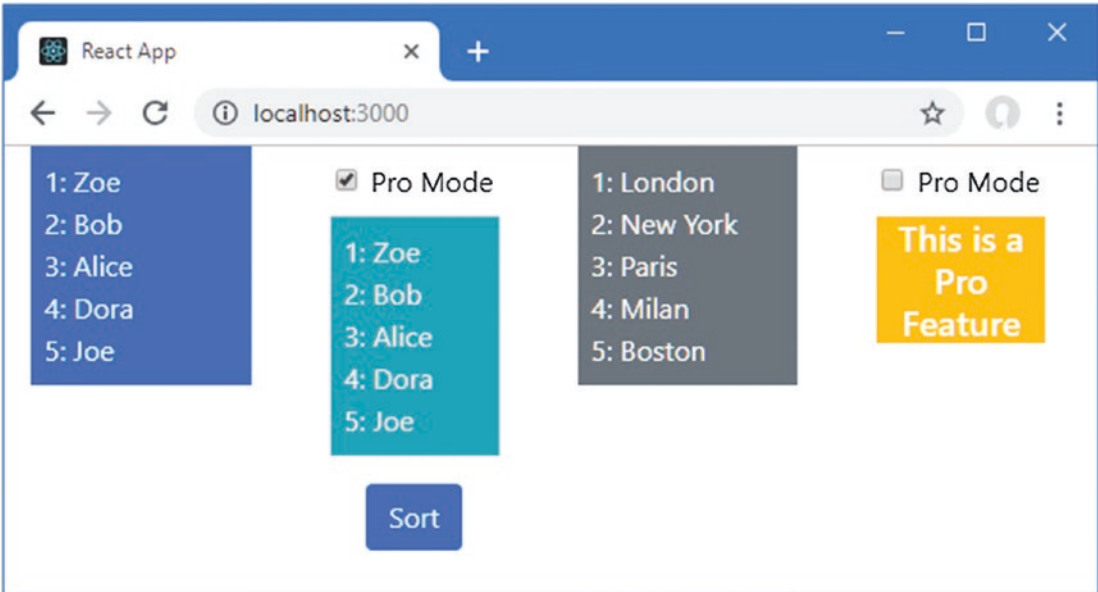 React App
localhost:3000
1: Zoe
2: Bob
3: Alice
4: Dora
5: Joe
Pro Mode
1: Zoe
2: Bob
3: Alice
4: Dora
5: Joe
Sort
1: London
2: New York
3: Paris
4: Milan
5: Boston
Pro Mode
This is a
Pro
Feature